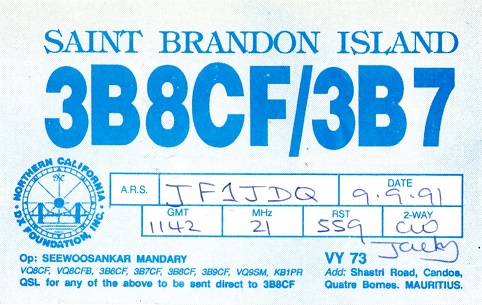 SAINT BRANDON ISLAND
3B8CF/3B7
NORTHERN CALIFORNIA
DX FOUNDATION, INC.
A.R.S. JF1JDQ DATE 9.9.91
GMT MHz RST 2-WAY
1142 21 559 CW
Jacky
Op: SEEWOOSANKAR MANDARY VY 73
VQ8CF, VQ8CFB, 3B6CF, 3B7CF, 3B8CF, 3B9CF, VQ9SM, KB1PR Add: Shastri Road, Candos,
QSL for any of the above to be sent direct to 3B8CF Quatre Bornes. MAURITIUS.